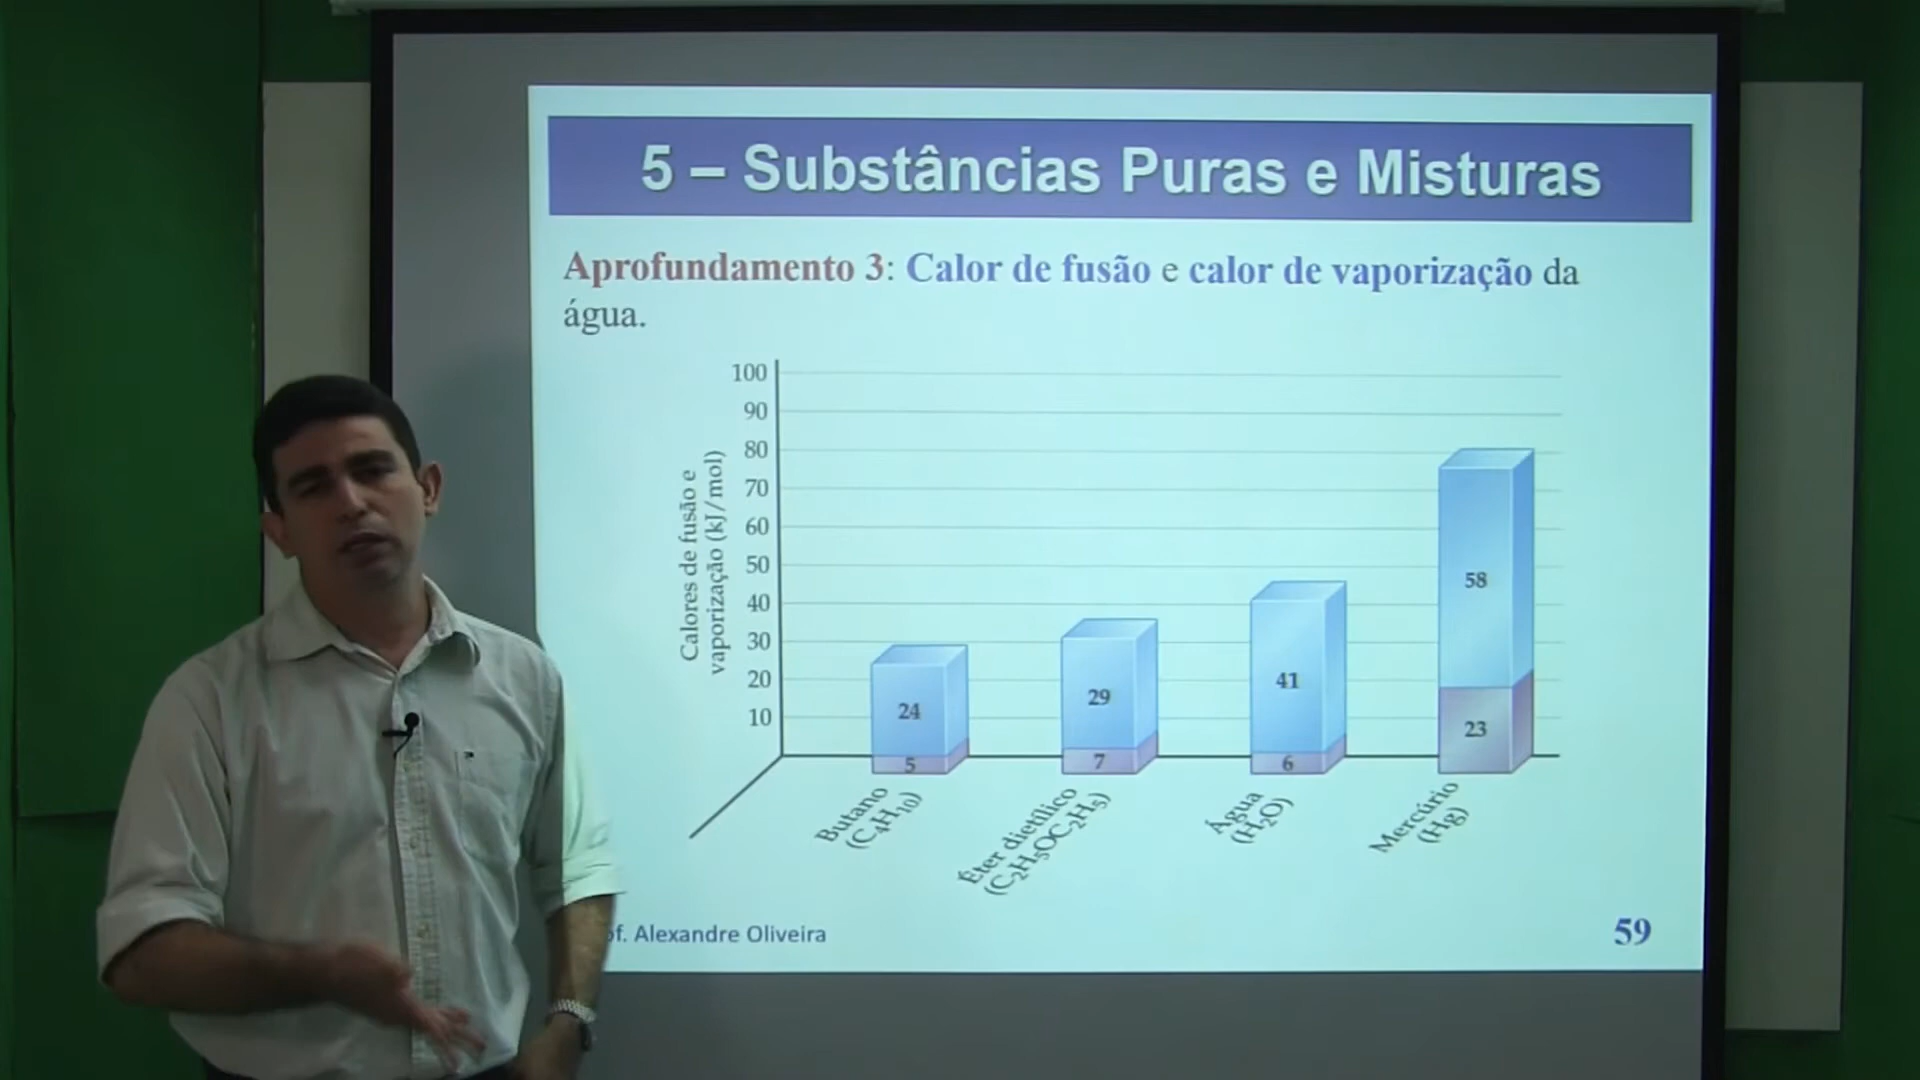 5 – Substâncias Puras e Misturas
Aprofundamento 3: Calor de fusão e calor de vaporização da
água.
Calores de fusão e
vaporização (kJ/mol)
100
90
80
70
60
50
40
30
20
10
24
5
29
7
41
6
58
23
Butano
(C₄H₁₀)
Éter dietílico
(C₂H₅OC₂H₅)
Água
(H₂O)
Mercúrio
(Hg)
of. Alexandre Oliveira
59